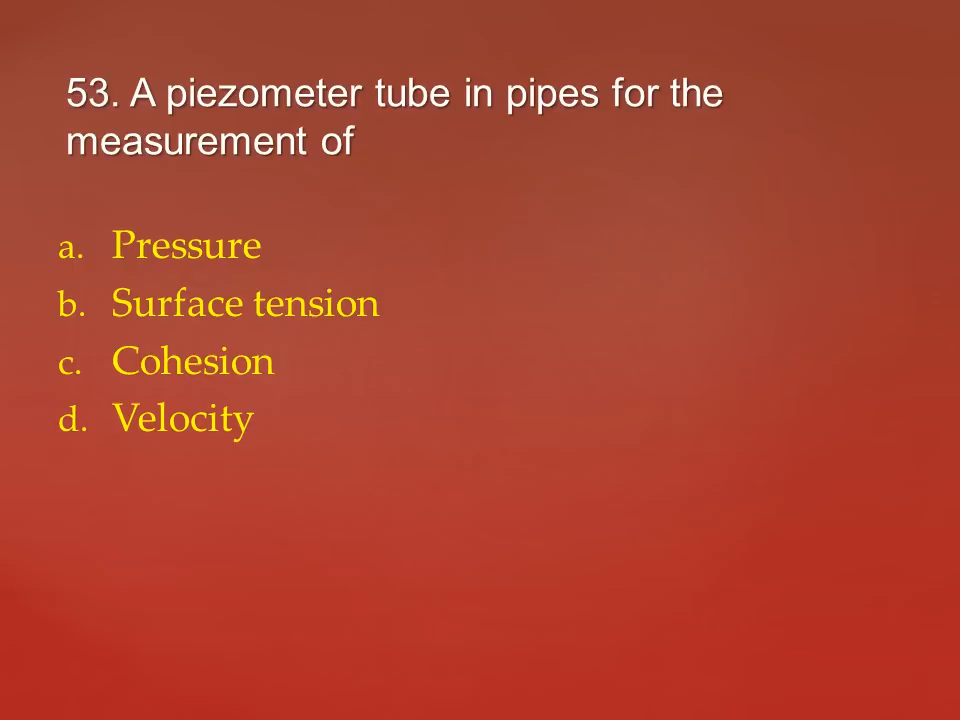 53. A piezometer tube in pipes for the
measurement of
a. Pressure
b. Surface tension
c. Cohesion
d. Velocity